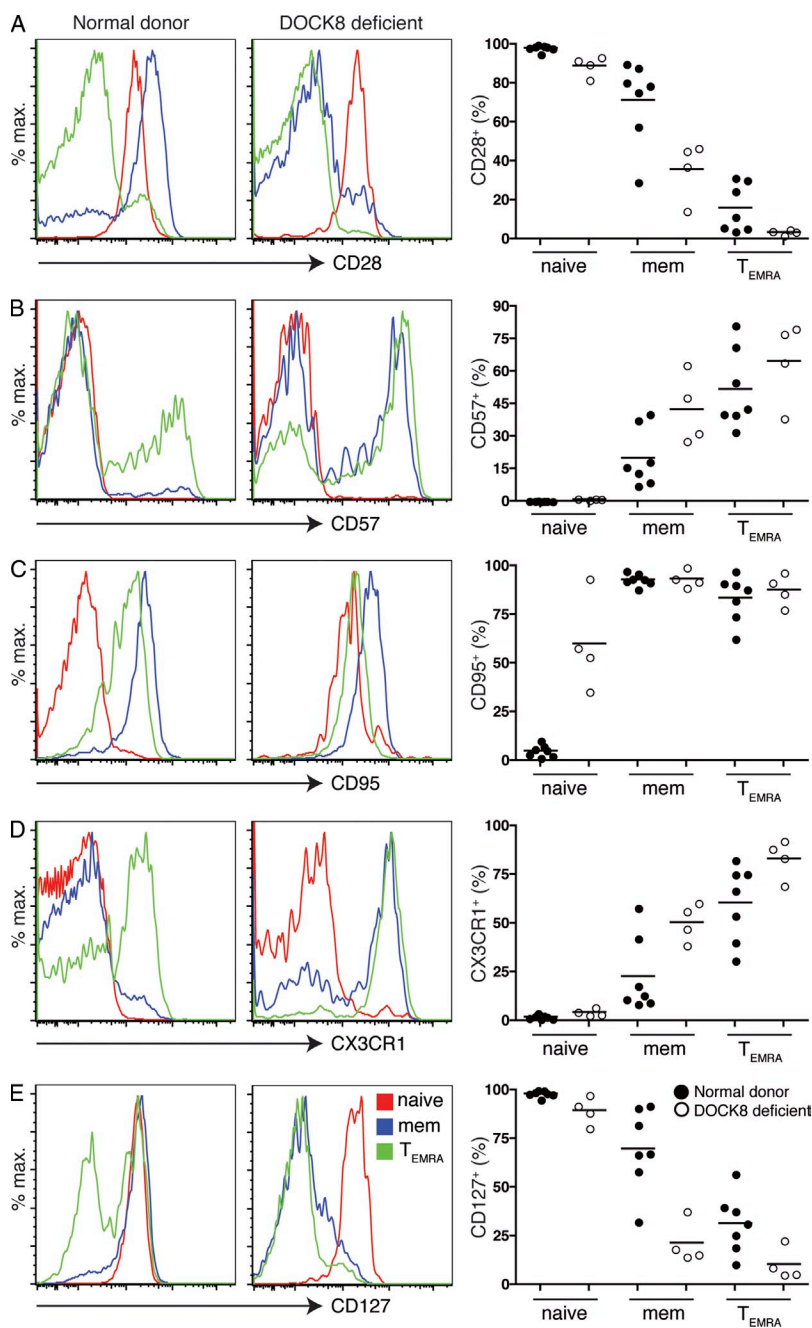 Normal donor DOCK8 deficient
A
% max.
CD28
CD28+ (%)
100
80
60
40
20
0
naive mem TEMRA
B
% max.
CD57
CD57+ (%)
90
75
60
45
30
15
0
naive mem TEMRA
C
% max.
CD95
CD95+ (%)
100
75
50
25
0
naive mem TEMRA
D
% max.
CX3CR1
CX3CR1+ (%)
100
75
50
25
0
naive mem TEMRA
E
% max.
naive
mem
TEMRA
CD127
CD127+ (%)
100
75
50
25
0
Normal donor
DOCK8 deficient
naive mem TEMRA